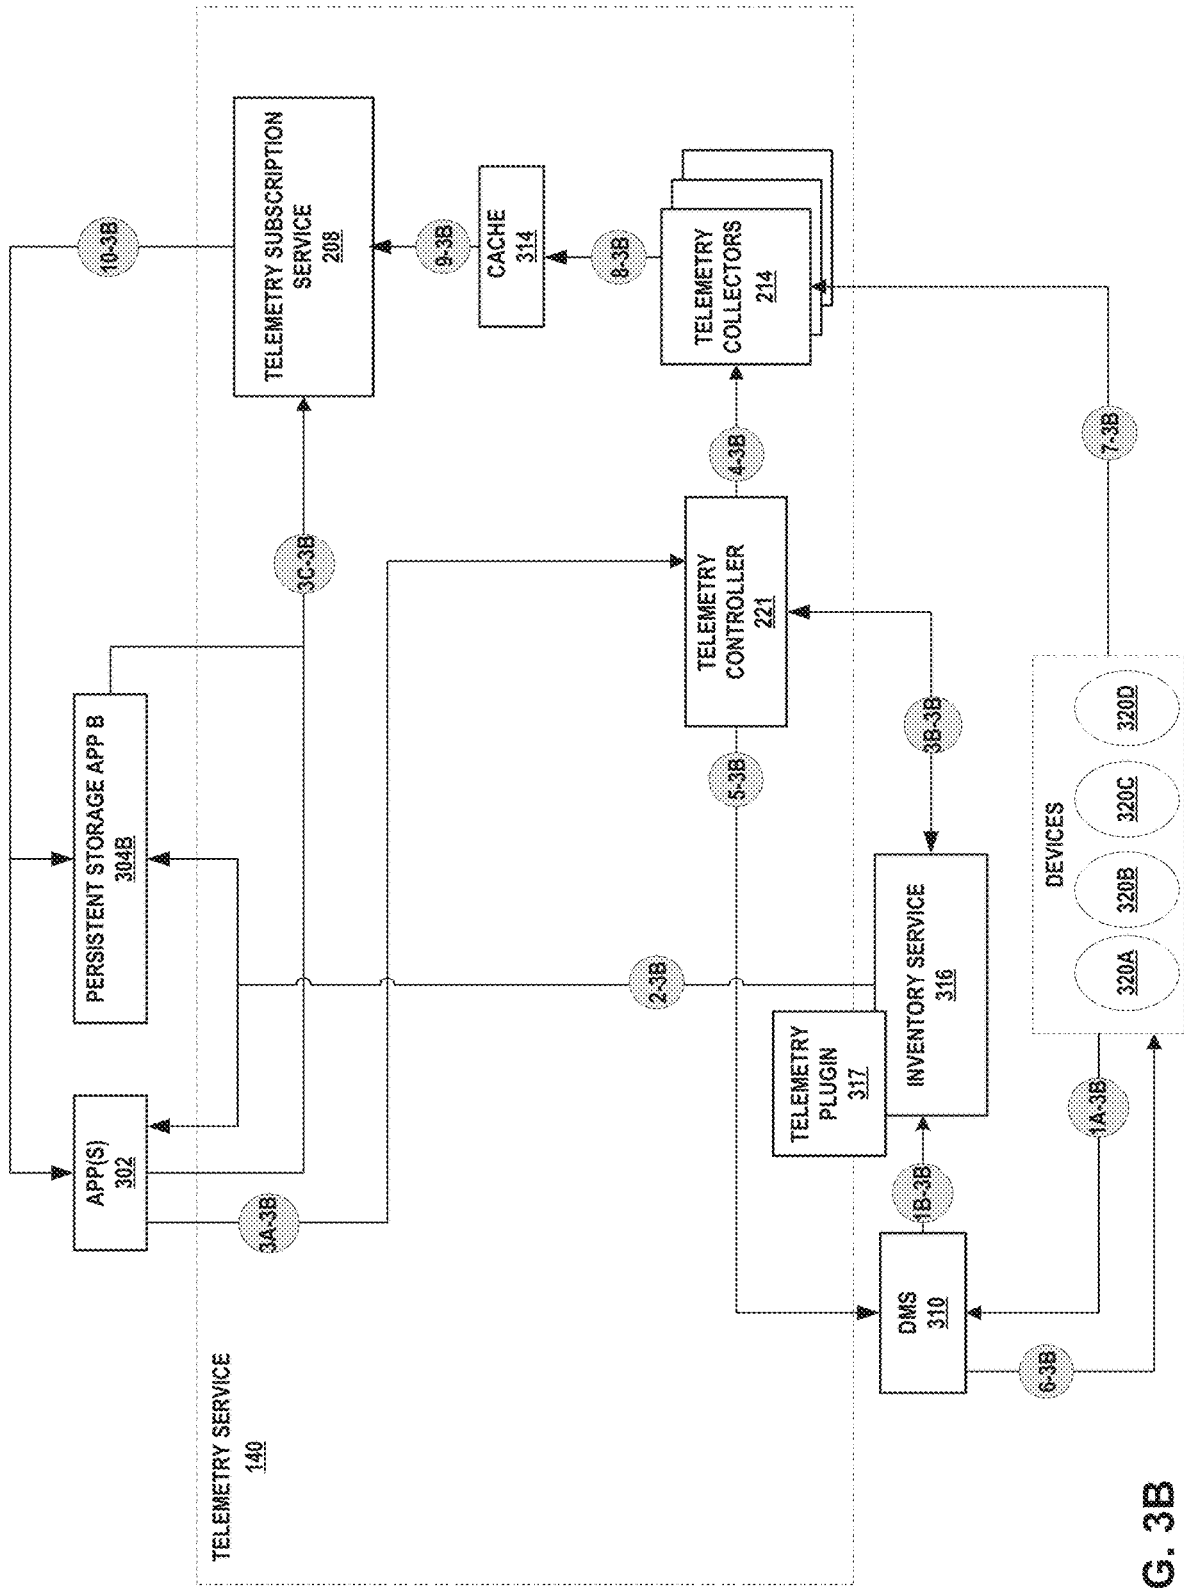 10-3B
APP(S)
302
PERSISTENT STORAGE APP B
304B
TELEMETRY SERVICE
140
3A-3B
3C-3B
TELEMETRY SUBSCRIPTION
SERVICE
208
9-3B
CACHE
314
8-3B
2-3B
5-3B
TELEMETRY
CONTROLLER
221
4-3B
TELEMETRY
COLLECTORS
214
TELEMETRY
PLUGIN
317
DMS
310
1B-3B
INVENTORY SERVICE
316
3B-3B
6-3B
1A-3B
DEVICES
320A
320B
320C
320D
7-3B
G. 3B